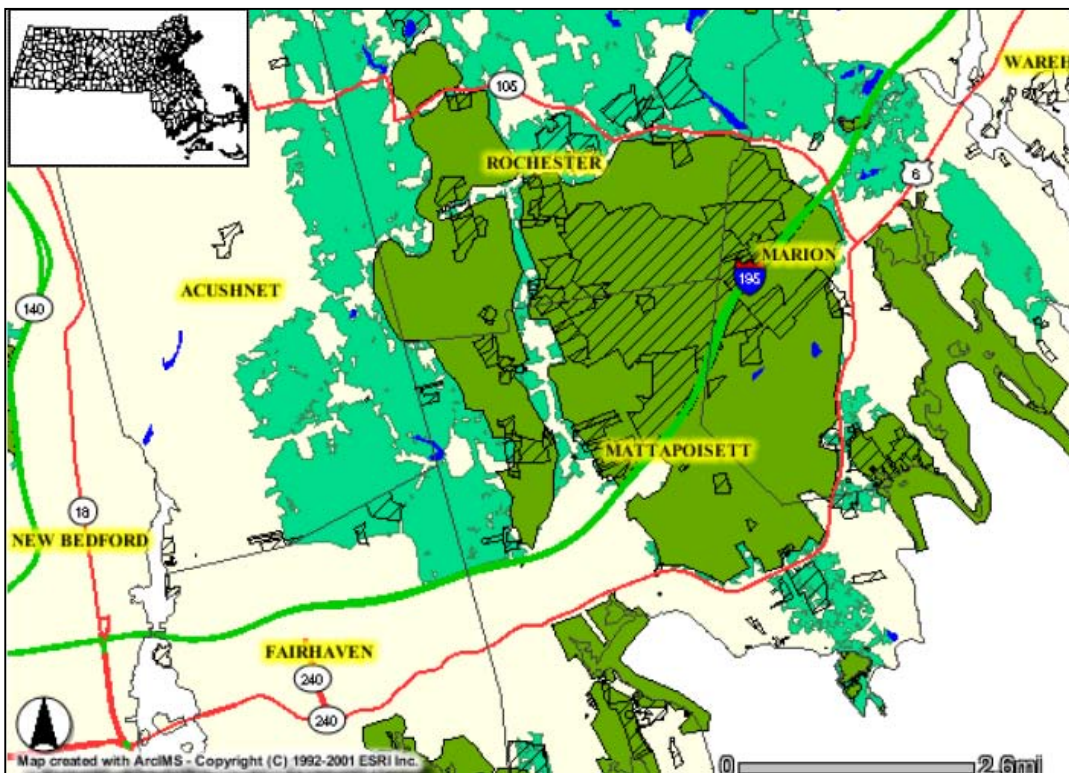 WAREH
105
ROCHESTER
6
MARION
195
ACUSHNET
140
MATTAPOISETT
18
NEW BEDFORD
FAIRHAVEN
240
240
Map created with ArcIMS - Copyright (C) 1992-2001 ESRI Inc.
0 2.6mi